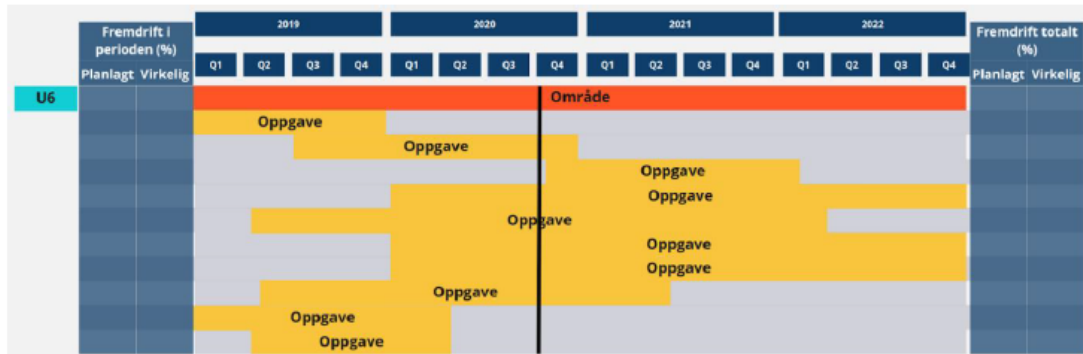 2019 2020 2021 2022
Fremdrift i perioden (%)
Fremdrift totalt (%)
Planlagt Virkelig
Q1 Q2 Q3 Q4 Q1 Q2 Q3 Q4 Q1 Q2 Q3 Q4 Q1 Q2 Q3 Q4
Planlagt Virkelig
U6
Område
Oppgave
Oppgave
Oppgave
Oppgave
Oppgave
Oppgave
Oppgave
Oppgave
Oppgave
Oppgave